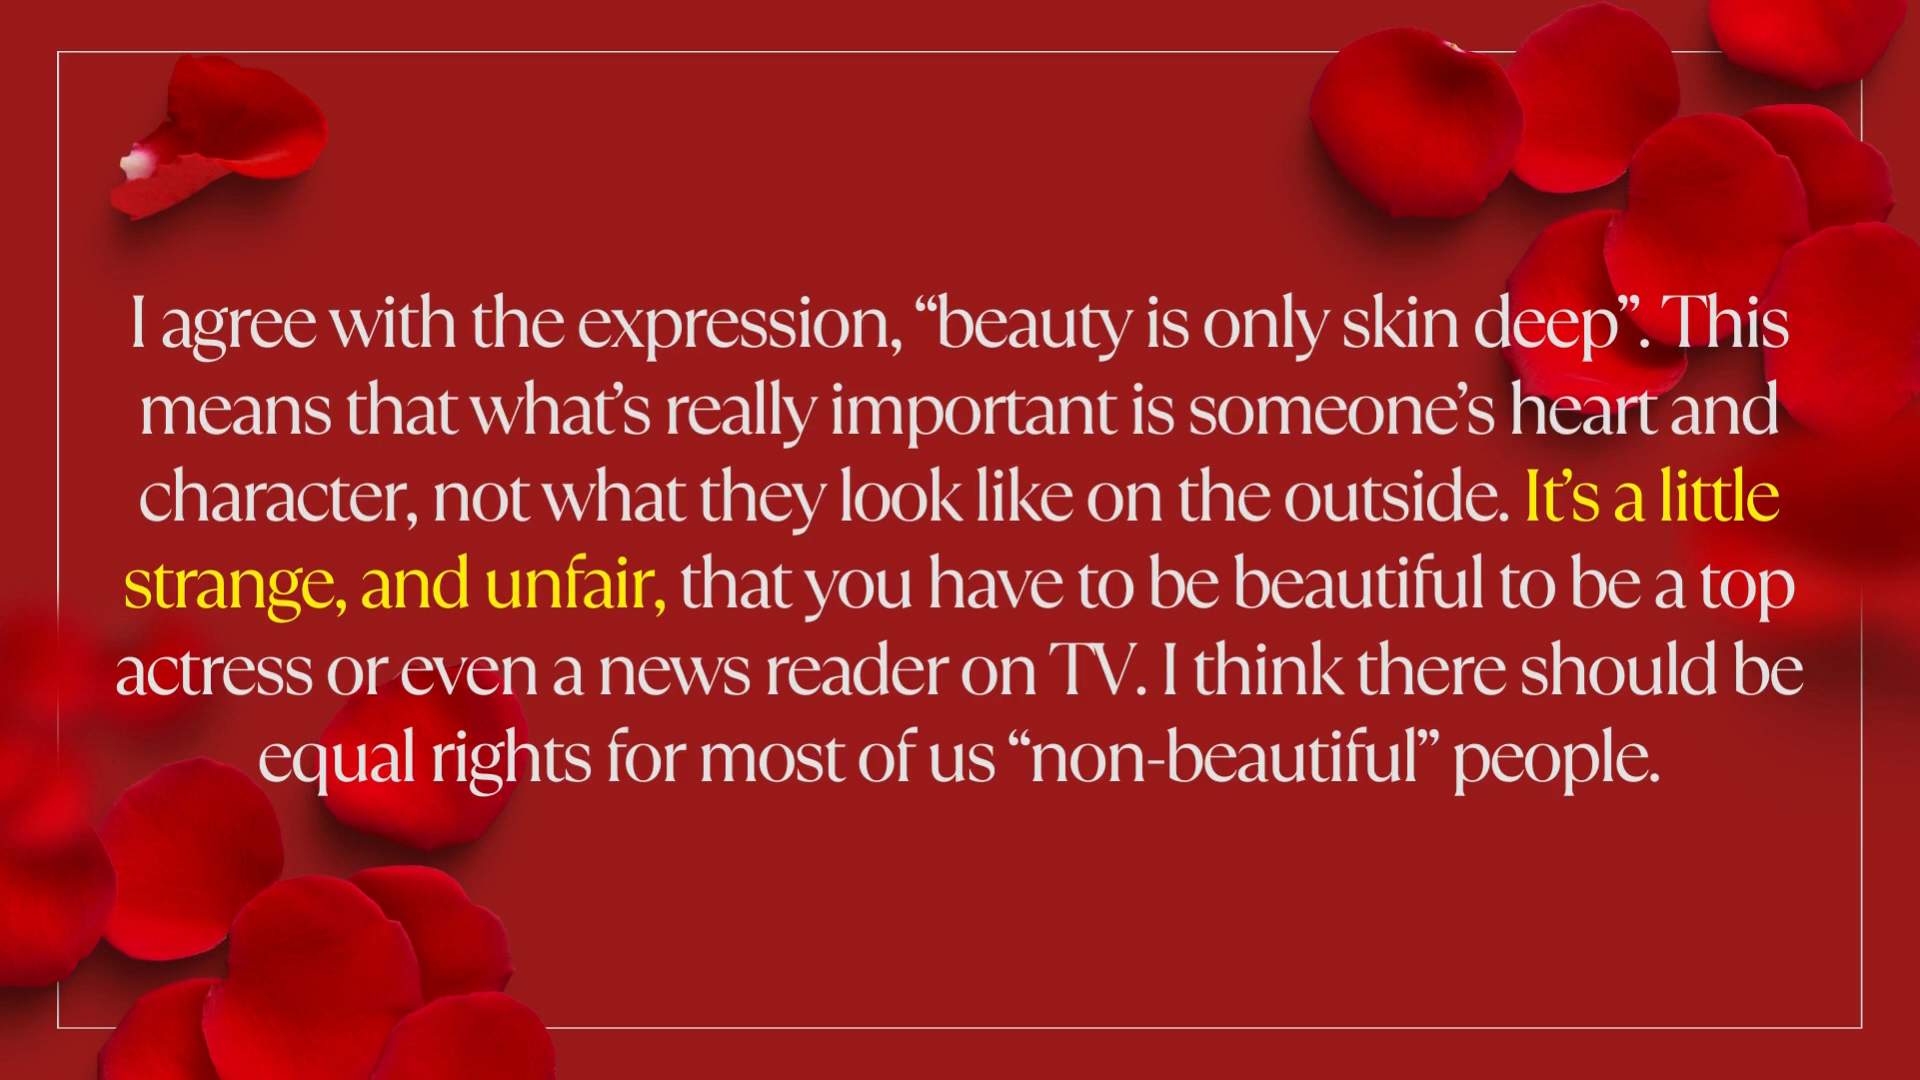 I agree with the expression, “beauty is only skin deep”. This
means that what’s really important is someone’s heart and
character, not what they look like on the outside. It’s a little
strange, and unfair, that you have to be beautiful to be a top
actress or even a news reader on TV. I think there should be
equal rights for most of us “non-beautiful” people.